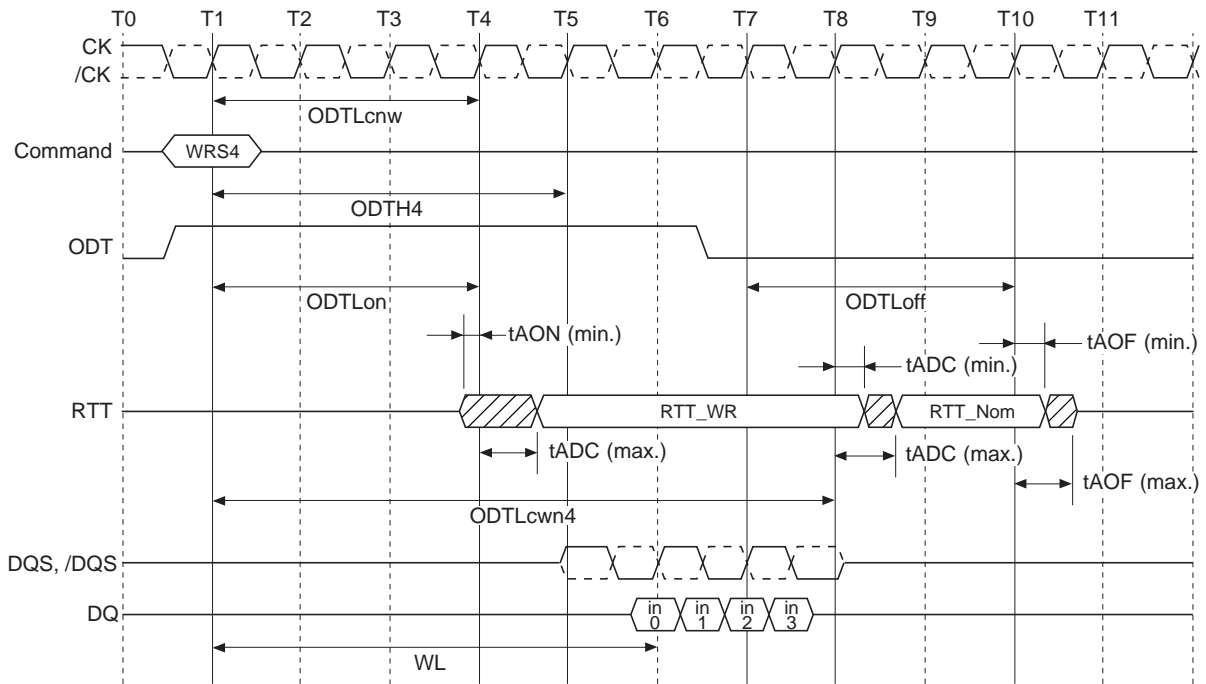 T0 T1 T2 T3 T4 T5 T6 T7 T8 T9 T10 T11
CK
/CK
ODTLcnw
Command
WRS4
ODTH4
ODT
ODTLon
ODTLoff
tAON (min.)
tAOF (min.)
tADC (min.)
RTT
RTT_WR
RTT_Nom
tADC (max.)
tADC (max.)
tAOF (max.)
ODTLcwn4
DQS, /DQS
DQ
in 0
in 1
in 2
in 3
WL